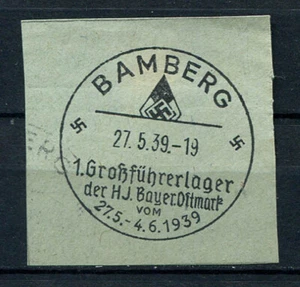 BAMBERG
27.5.39.-19
1.Großführerlager
der H.J. Bayer.Ostmark
VOM
27.5.-4.6.1939